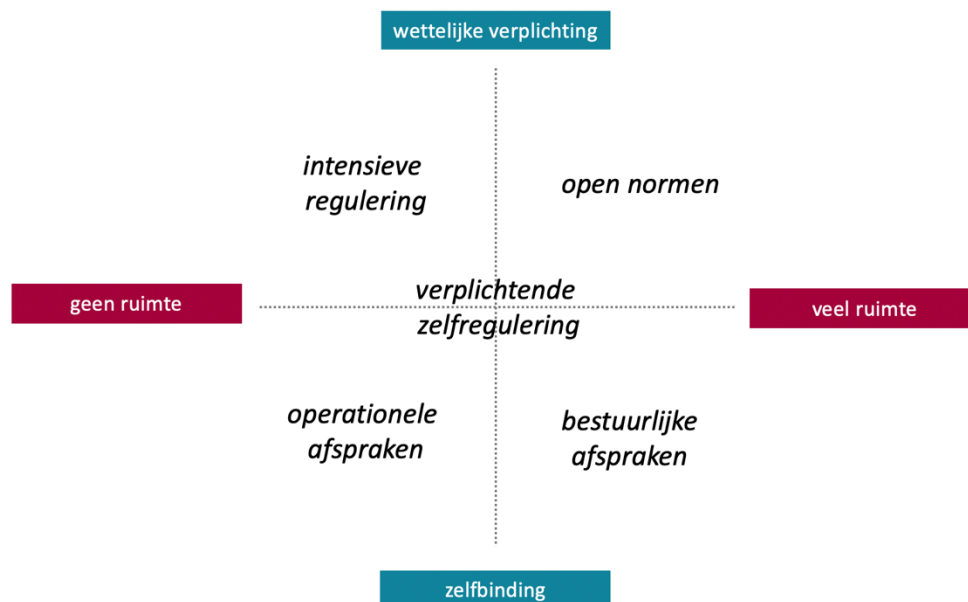 wettelijke verplichting
intensieve
regulering
open normen
geen ruimte
verplichtende
zelfregulering
veel ruimte
operationele
afspraken
bestuurlijke
afspraken
zelfbinding